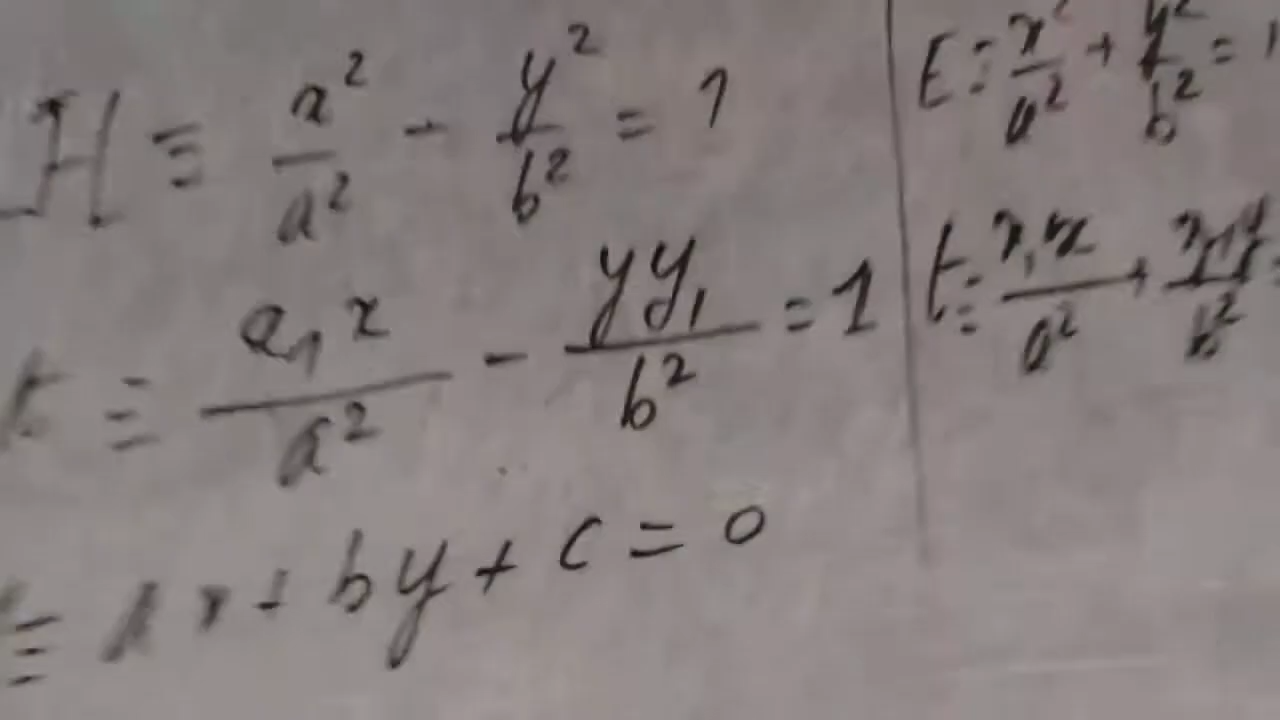 H ≡ x²/a² - y²/b² = 1
t ≡ a₁x/a² - yy₁/b² = 1
≡ x + by + c = 0
E ≡ x²/a² + y²/b² = 1
t ≡ x₁x/a² + y₁y/b² =